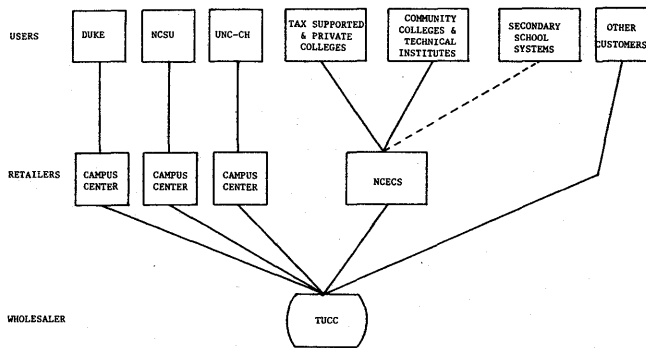 USERS
DUKE
NCSU
UNC-CH
TAX SUPPORTED
& PRIVATE
COLLEGES
COMMUNITY
COLLEGES &
TECHNICAL
INSTITUTES
SECONDARY
SCHOOL
SYSTEMS
OTHER
CUSTOMERS
RETAILERS
CAMPUS
CENTER
CAMPUS
CENTER
CAMPUS
CENTER
NCECS
WHOLESALER
TUCC